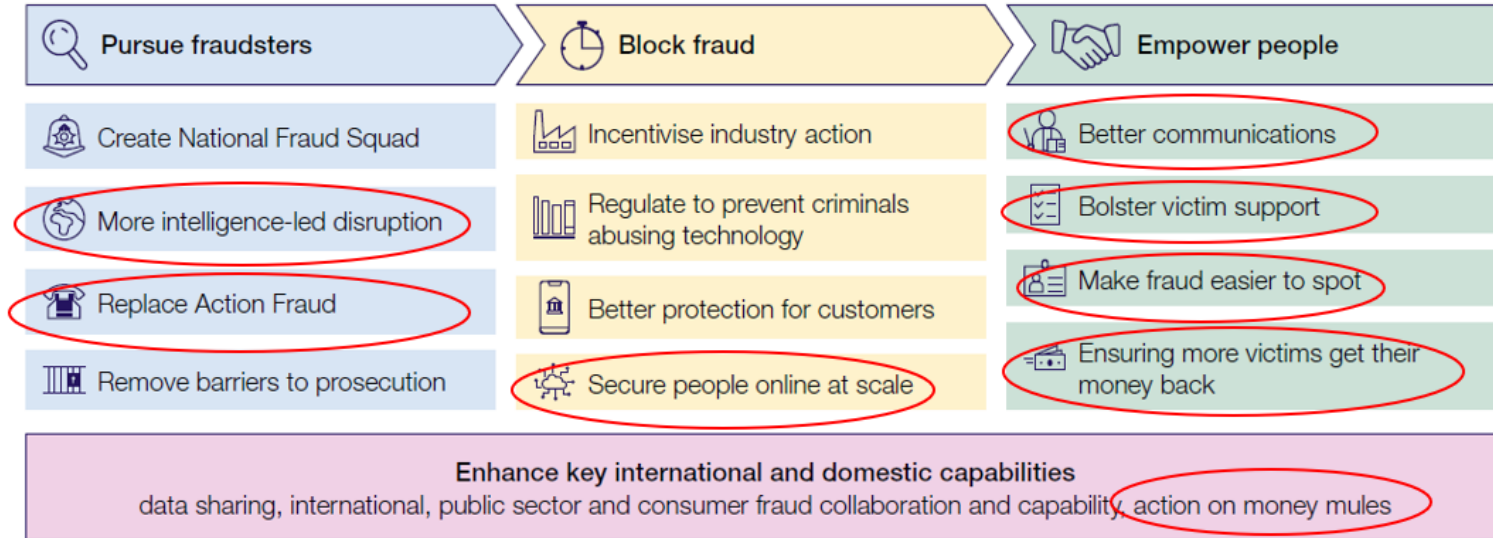 Pursue fraudsters
Block fraud
Empower people
Create National Fraud Squad
More intelligence-led disruption
Replace Action Fraud
Remove barriers to prosecution
Incentivise industry action
Regulate to prevent criminals
abusing technology
Better protection for customers
Secure people online at scale
Better communications
Bolster victim support
Make fraud easier to spot
Ensuring more victims get their
money back
Enhance key international and domestic capabilities
data sharing, international, public sector and consumer fraud collaboration and capability, action on money mules